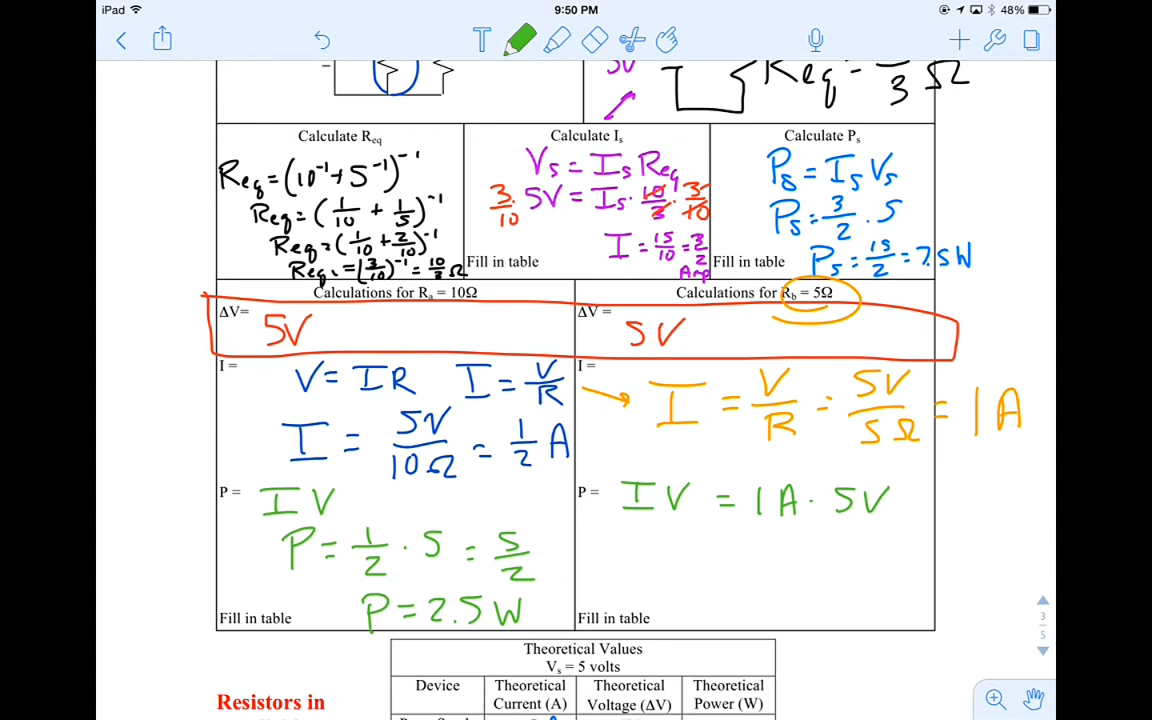 iPad
9:50 PM
48%
T
5V
Req = /3 Ω
Calculate Req
Req = (10⁻¹ + 5⁻¹)⁻¹
Req = (1/10 + 1/5)⁻¹
Req = (1/10 + 2/10)⁻¹
Req = (3/10)⁻¹ = 10/3 Ω
Calculate Is
Vs = Is Req
3/10 · 5V = Is · 10/3 · 3/10
I = 15/10 = 3/2
Amp
Fill in table
Calculate Ps
Ps = Is Vs
Ps = 3/2 · 5
Ps = 15/2 = 7.5 W
Fill in table
Calculations for Ra = 10Ω
ΔV=
5V
I =
V = IR I = V/R
I = 5V/10Ω = 1/2 A
P =
IV
P = 1/2 · 5 = 5/2
P = 2.5 W
Fill in table
Calculations for Rb = 5Ω
ΔV =
5V
I =
I = V/R = 5V/5Ω = 1A
P =
IV = 1A · 5V
Fill in table
3
5
Theoretical Values
Vs = 5 volts
Device
Theoretical
Current (A)
Theoretical
Voltage (ΔV)
Theoretical
Power (W)
Resistors in